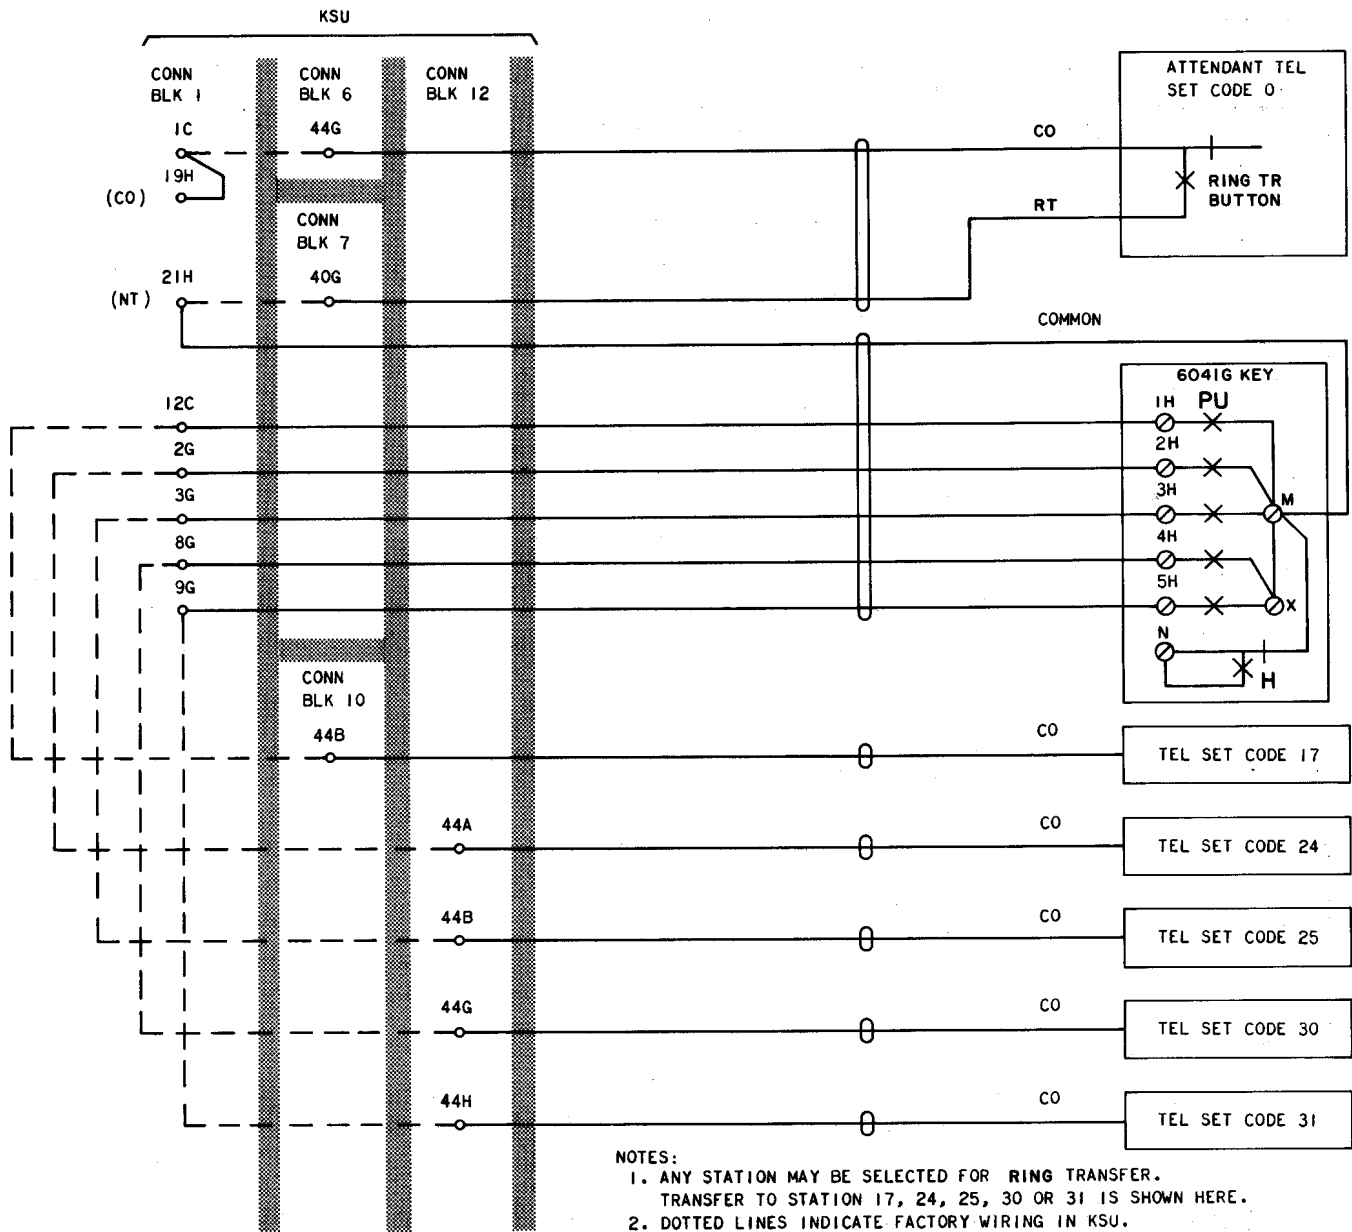 KSU
CONN
BLK 1
CONN
BLK 6
CONN
BLK 12
ATTENDANT TEL
SET CODE 0
1C
44G
CO
19H
(CO)
RING TR
BUTTON
RT
CONN
BLK 7
21H
40G
(NT)
COMMON
6041G KEY
12C
1H PU
2G
2H
3G
3H
M
8G
4H
9G
5H
X
N
H
CONN
BLK 10
44B
CO
TEL SET CODE 17
44A
CO
TEL SET CODE 24
44B
CO
TEL SET CODE 25
44G
CO
TEL SET CODE 30
44H
CO
TEL SET CODE 31
NOTES:
1. ANY STATION MAY BE SELECTED FOR RING TRANSFER.
TRANSFER TO STATION 17, 24, 25, 30 OR 31 IS SHOWN HERE.
2. DOTTED LINES INDICATE FACTORY WIRING IN KSU.